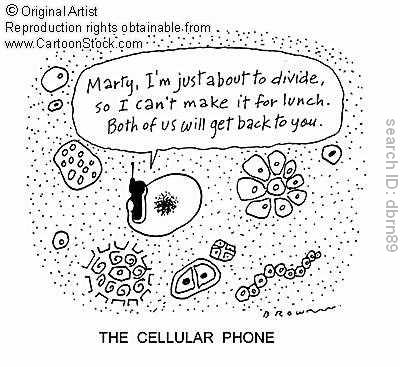 © Original Artist
Reproduction rights obtainable from
www.CartoonStock.com
Marty, I'm just about to divide,
so I can't make it for lunch.
Both of us will get back to you.
search ID: dbrn89
DROWN
THE CELLULAR PHONE